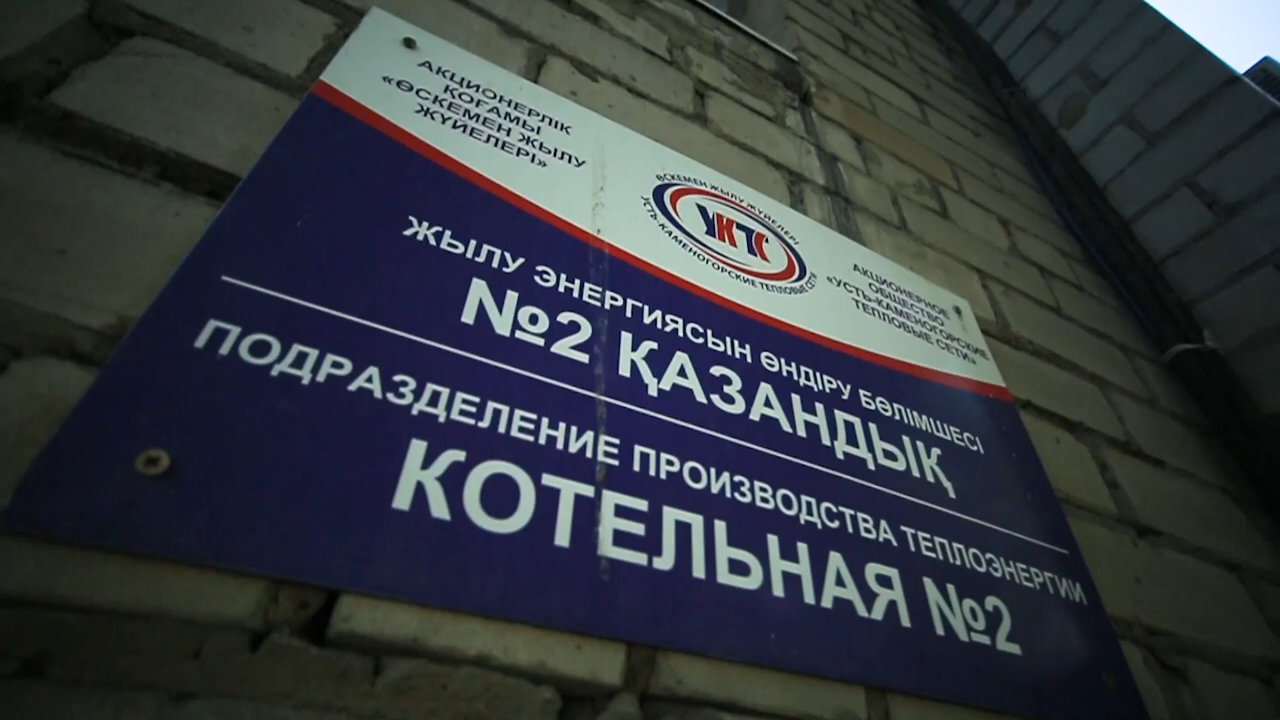 АКЦИОНЕРЛІК
ҚОҒАМЫ
«ӨСКЕМЕН ЖЫЛУ
ЖҮЙЕЛЕРІ»
ӨСКЕМЕН ЖЫЛУ ЖҮЙЕЛЕРІ
УКТС
УСТЬ-КАМЕНОГОРСКИЕ ТЕПЛОВЫЕ СЕТИ
АКЦИОНЕРНОЕ
ОБЩЕСТВО
«УСТЬ-КАМЕНОГОРСКИЕ
ТЕПЛОВЫЕ СЕТИ»
ЖЫЛУ ЭНЕРГИЯСЫН ӨНДІРУ БӨЛІМШЕСІ
№2 ҚАЗАНДЫҚ
ПОДРАЗДЕЛЕНИЕ ПРОИЗВОДСТВА ТЕПЛОЭНЕРГИИ
КОТЕЛЬНАЯ №2